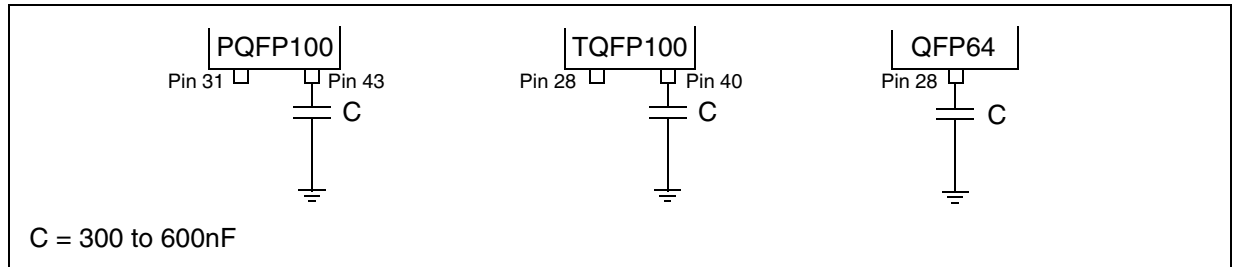 PQFP100
TQFP100
QFP64
Pin 31
Pin 43
Pin 28
Pin 40
Pin 28
C
C
C
C = 300 to 600nF